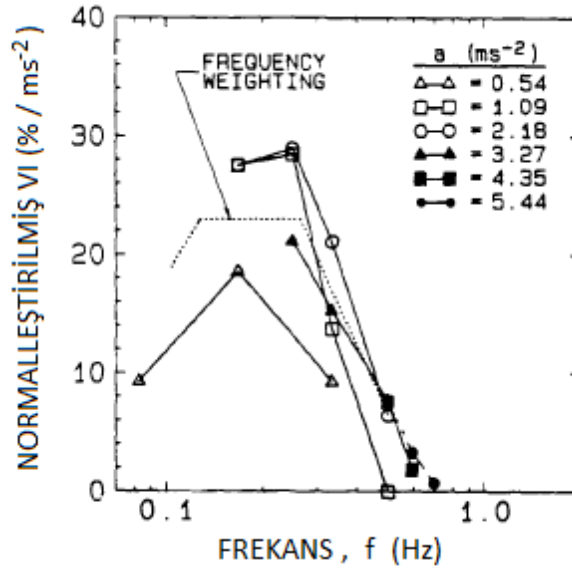 40
30
20
10
0
NORMALLEŞTİRİLMİŞ VI (% / ms⁻²)
FREQUENCY
WEIGHTING
a (ms⁻²)
= 0.54
= 1.09
= 2.18
= 3.27
= 4.35
= 5.44
0.1
1.0
FREKANS , f (Hz)